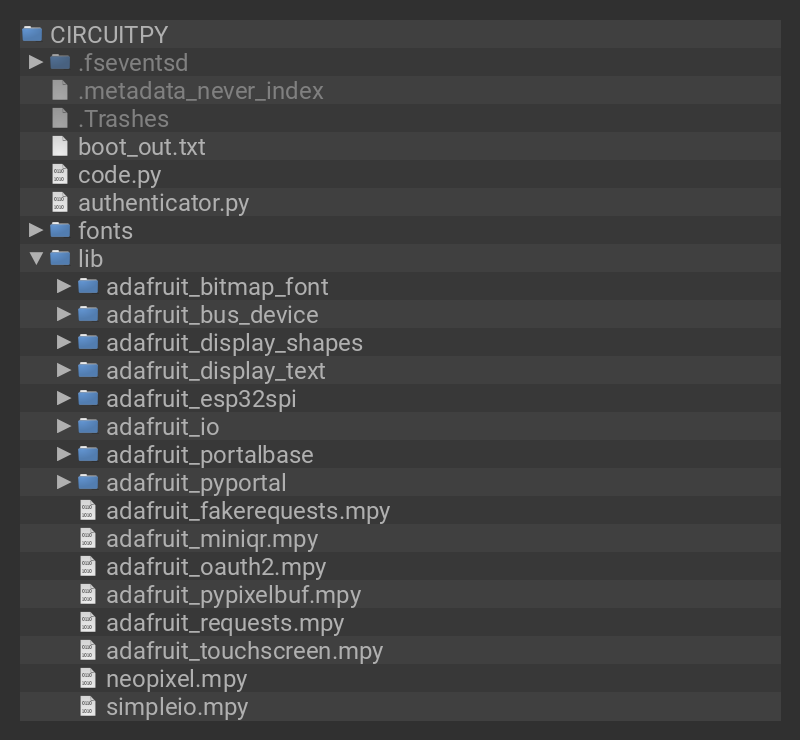 CIRCUITPY
.fseventsd
.metadata_never_index
.Trashes
boot_out.txt
code.py
authenticator.py
fonts
lib
adafruit_bitmap_font
adafruit_bus_device
adafruit_display_shapes
adafruit_display_text
adafruit_esp32spi
adafruit_io
adafruit_portalbase
adafruit_pyportal
adafruit_fakerequests.mpy
adafruit_miniqr.mpy
adafruit_oauth2.mpy
adafruit_pypixelbuf.mpy
adafruit_requests.mpy
adafruit_touchscreen.mpy
neopixel.mpy
simpleio.mpy